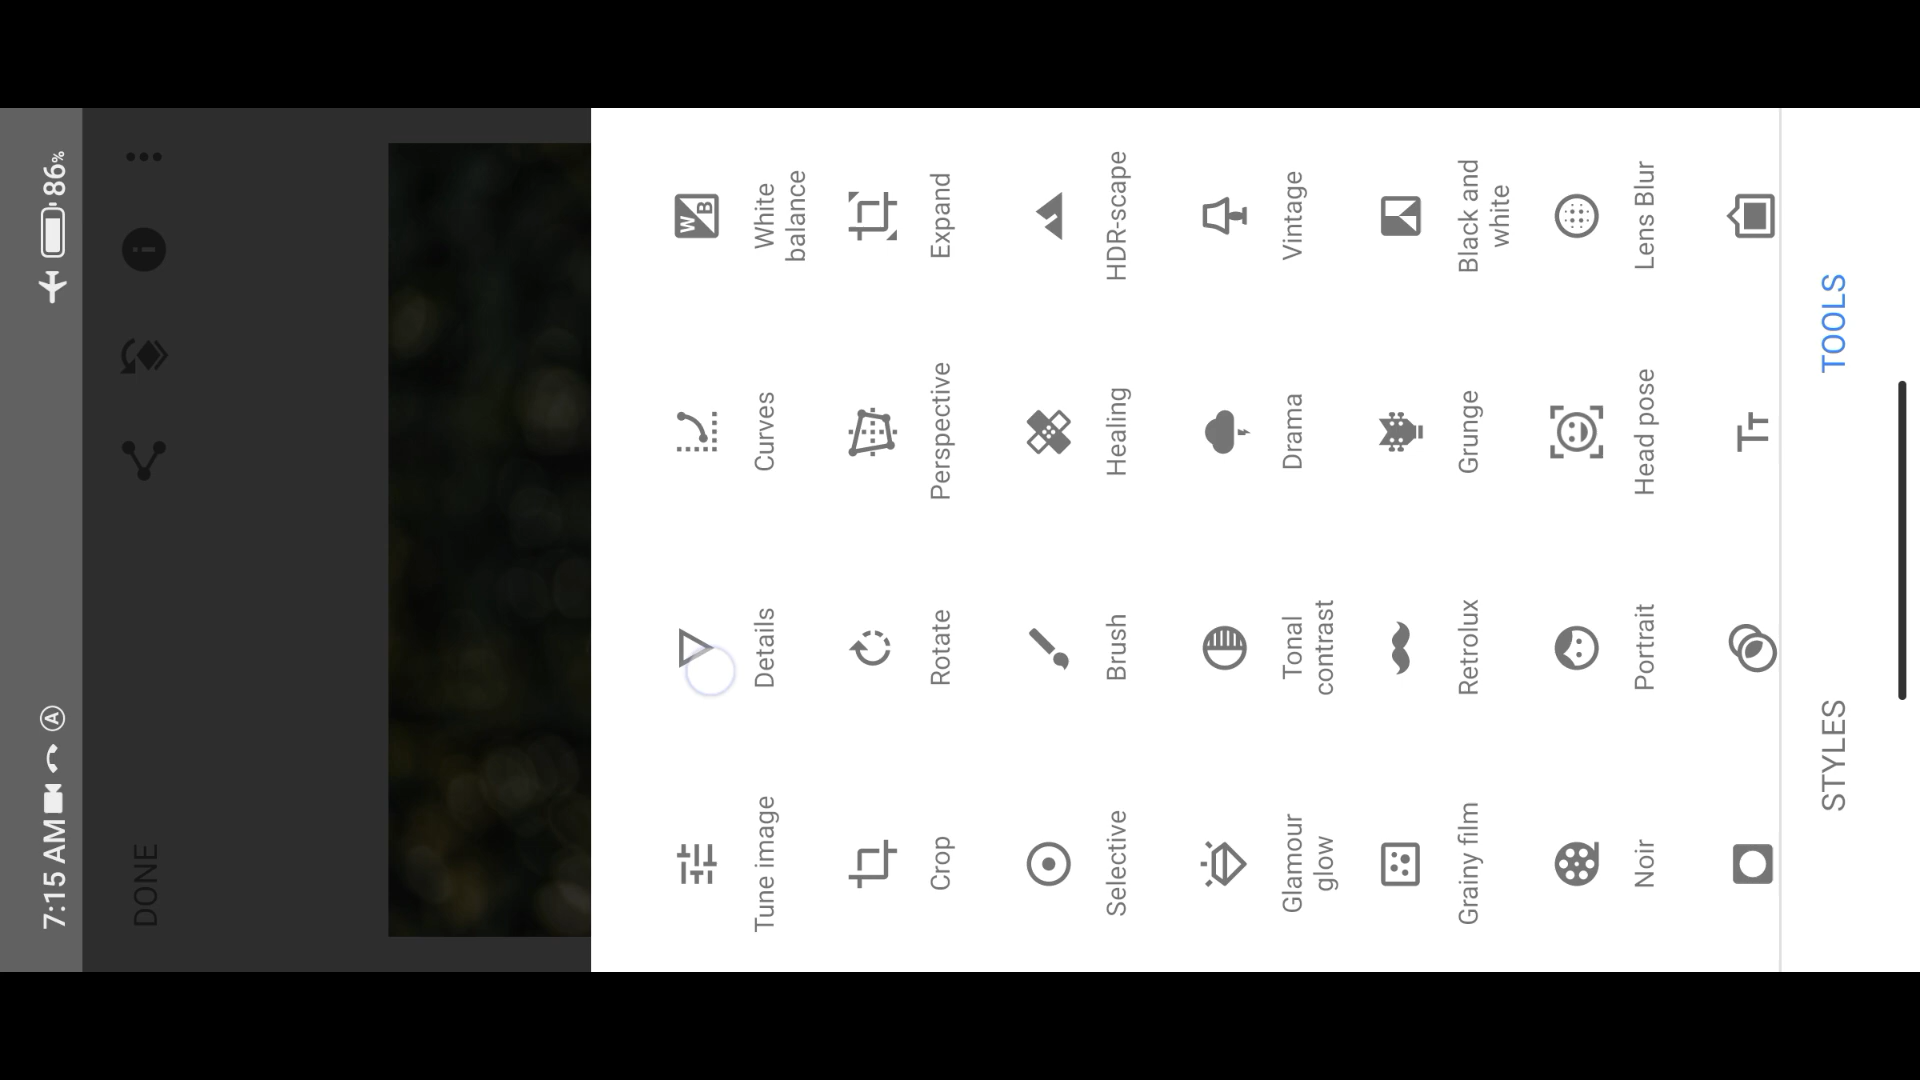 7:15 AM A 86%
DONE
Tune image Details Curves White
balance
Crop Rotate Perspective Expand
Selective Brush Healing HDR-scape
Glamour
glow Tonal
contrast Drama Vintage
Grainy film Retrolux Grunge Black and
white
Noir Portrait Head pose Lens Blur
STYLES TOOLS